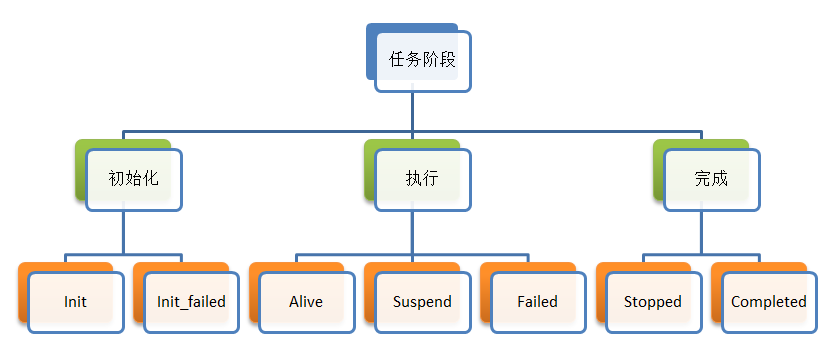 任务阶段
初始化
执行
完成
Init
Init_failed
Alive
Suspend
Failed
Stopped
Completed